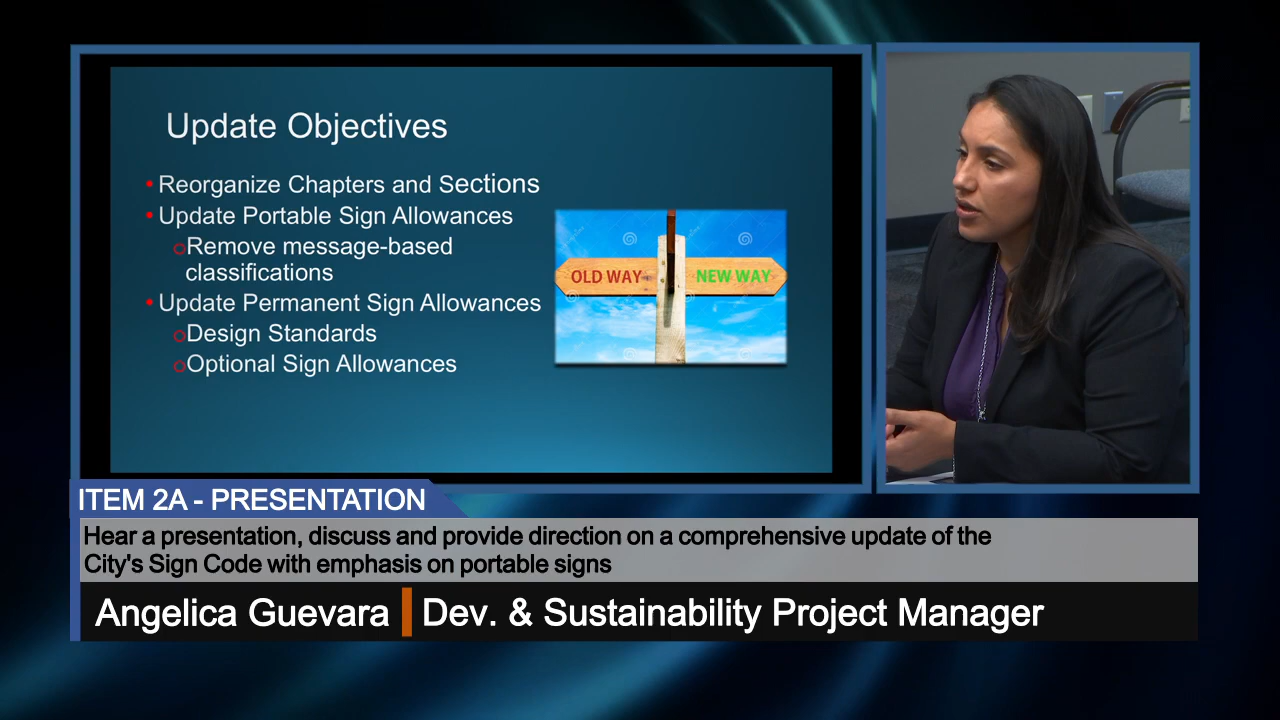 Update Objectives
• Reorganize Chapters and Sections
• Update Portable Sign Allowances
o Remove message-based
classifications
• Update Permanent Sign Allowances
o Design Standards
o Optional Sign Allowances
OLD WAY
NEW WAY
ITEM 2A - PRESENTATION
Hear a presentation, discuss and provide direction on a comprehensive update of the
City's Sign Code with emphasis on portable signs
Angelica Guevara
Dev. & Sustainability Project Manager